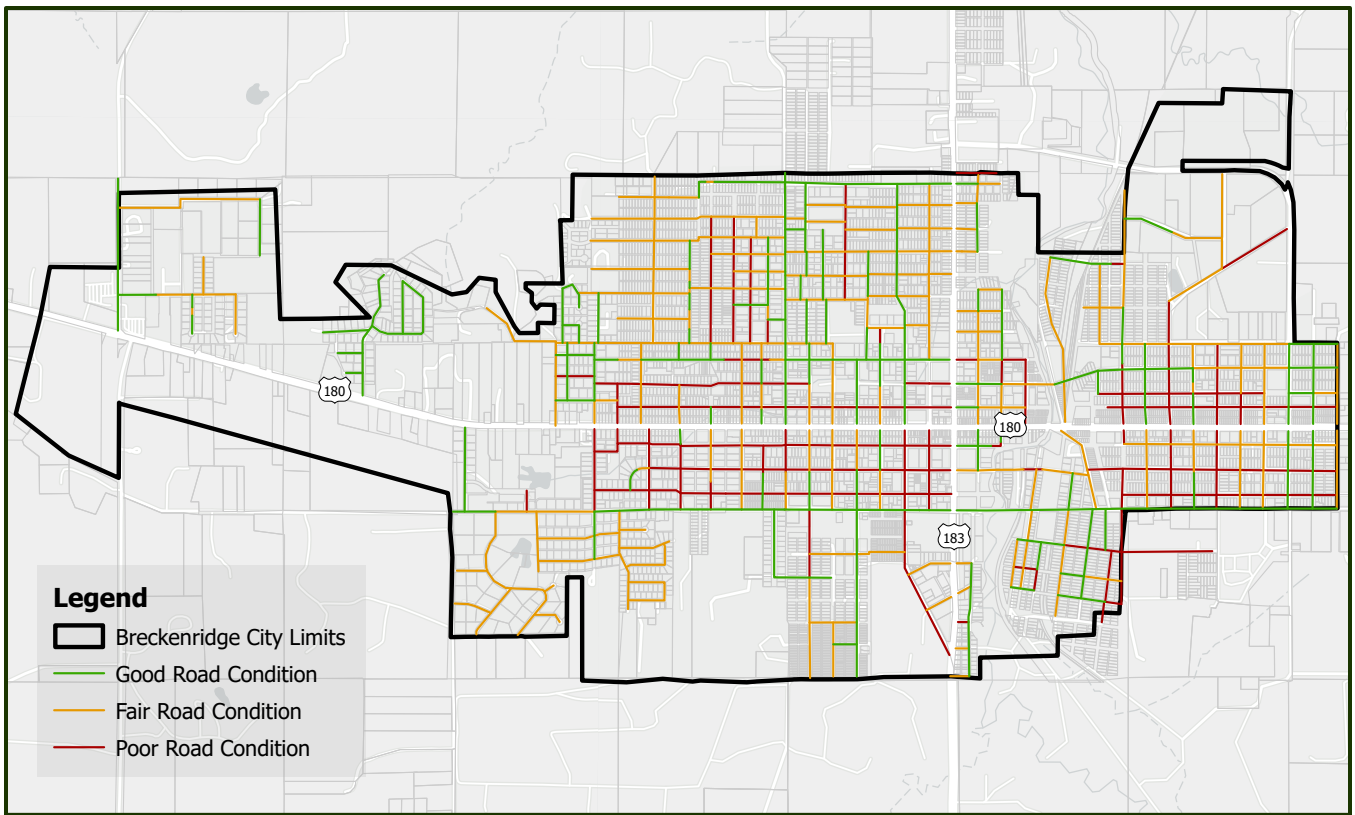 180
180
183
Legend
Breckenridge City Limits
Good Road Condition
Fair Road Condition
Poor Road Condition